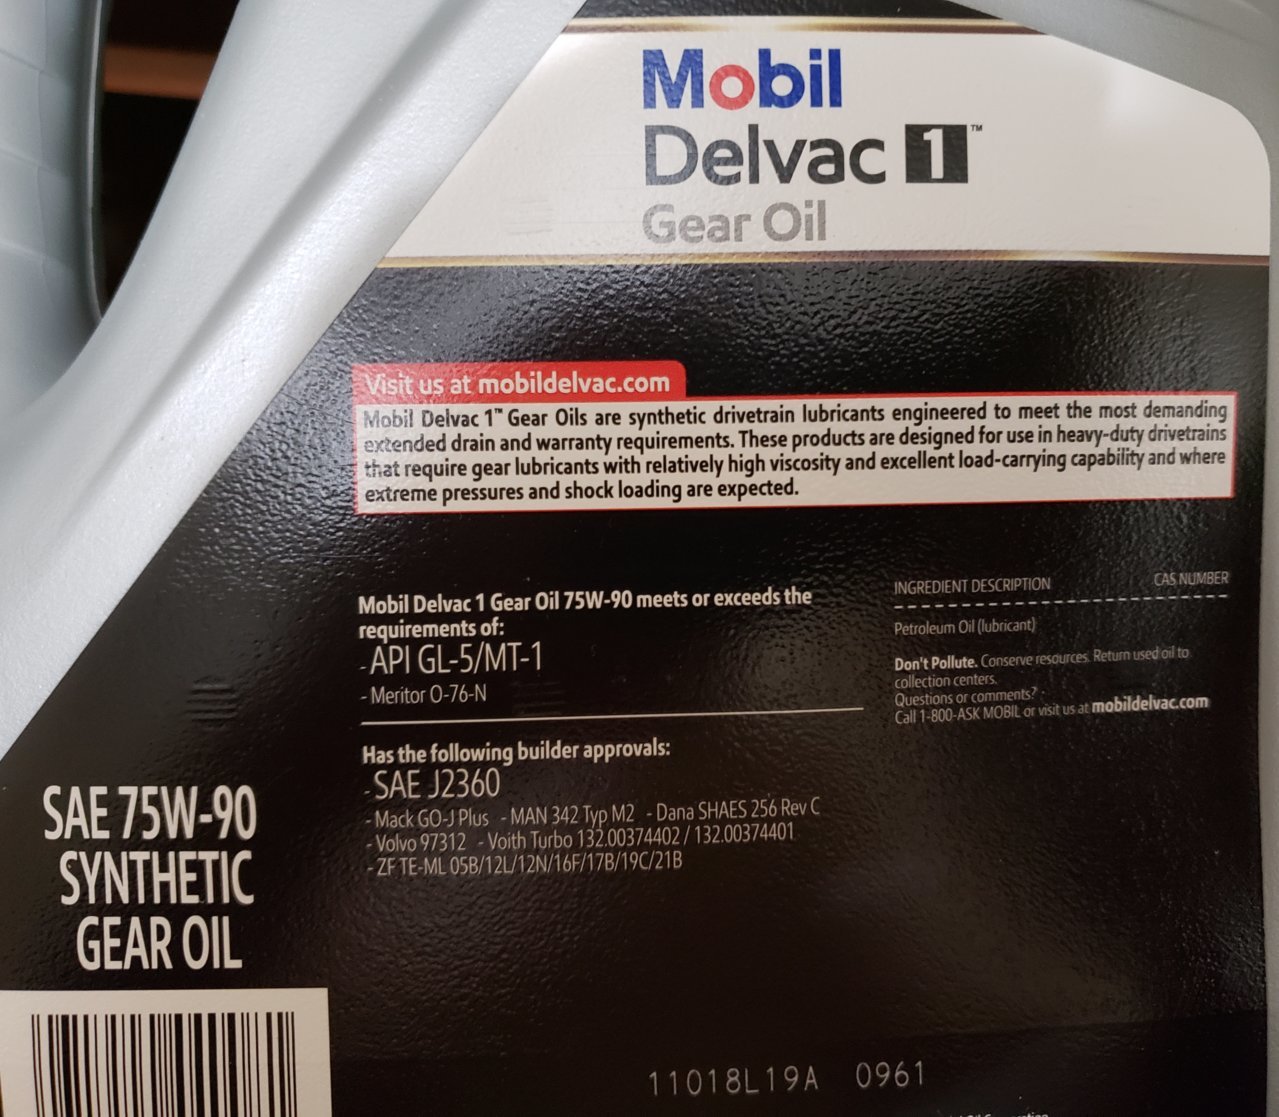 Mobil
Delvac 1™
Gear Oil
Visit us at mobildelvac.com
Mobil Delvac 1™ Gear Oils are synthetic drivetrain lubricants engineered to meet the most demanding
extended drain and warranty requirements. These products are designed for use in heavy-duty drivetrains
that require gear lubricants with relatively high viscosity and excellent load-carrying capability and where
extreme pressures and shock loading are expected.
Mobil Delvac 1 Gear Oil 75W-90 meets or exceeds the
requirements of:
- API GL-5/MT-1
- Meritor O-76-N
Has the following builder approvals:
- SAE J2360
- Mack GO-J Plus - MAN 342 Typ M2 - Dana SHAES 256 Rev C
- Volvo 97312 - Voith Turbo 132.00374402 / 132.00374401
- ZF TE-ML 05B/12L/12N/16F/17B/19C/21B
INGREDIENT DESCRIPTION CAS NUMBER
Petroleum Oil (lubricant)
Don't Pollute. Conserve resources. Return used oil to
collection centers.
Questions or comments?
Call 1-800-ASK MOBIL or visit us at mobildelvac.com
SAE 75W-90
SYNTHETIC
GEAR OIL
11018L19A 0961